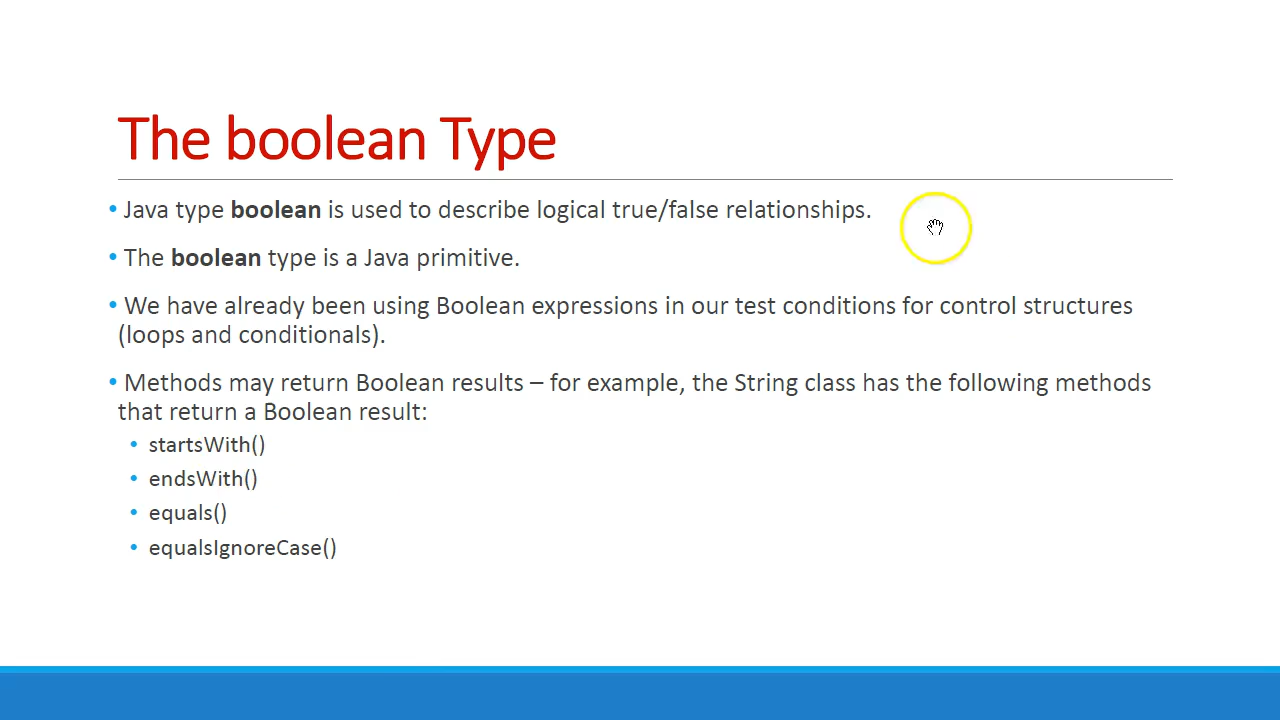 The boolean Type
• Java type boolean is used to describe logical true/false relationships.
• The boolean type is a Java primitive.
• We have already been using Boolean expressions in our test conditions for control structures
(loops and conditionals).
• Methods may return Boolean results – for example, the String class has the following methods
that return a Boolean result:
• startsWith()
• endsWith()
• equals()
• equalsIgnoreCase()